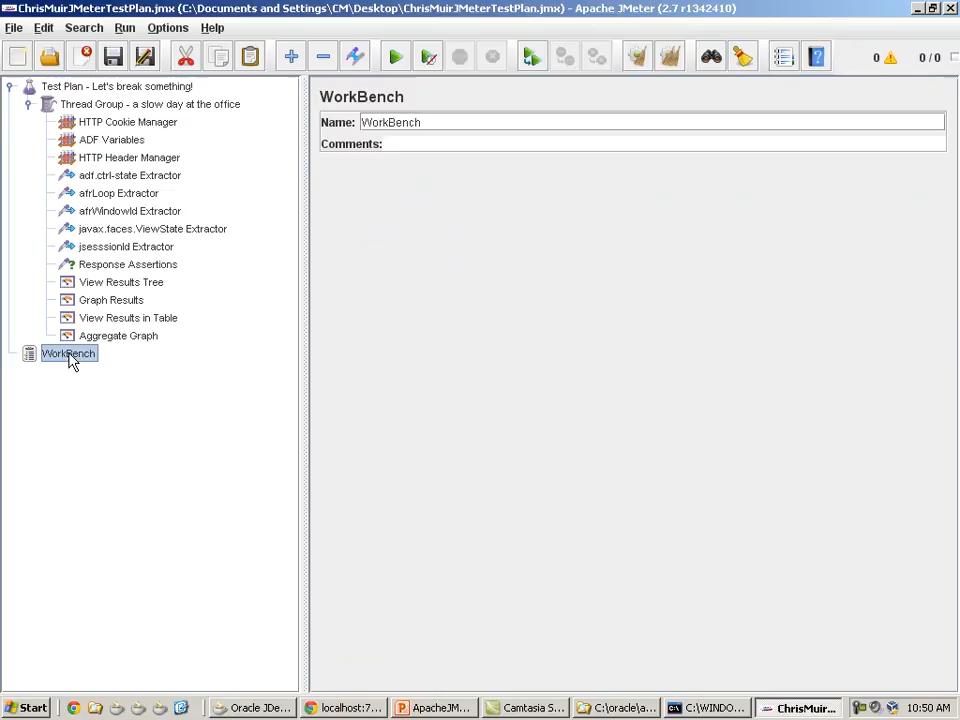 ChrisMuirJMeterTestPlan.jmx (C:\Documents and Settings\CM\Desktop\ChrisMuirJMeterTestPlan.jmx) - Apache JMeter (2.7 r1342410)
File Edit Search Run Options Help
0 0 / 0
Test Plan - Let's break something!
Thread Group - a slow day at the office
HTTP Cookie Manager
ADF Variables
HTTP Header Manager
adf.ctrl-state Extractor
afrLoop Extractor
afrWindowId Extractor
javax.faces.ViewState Extractor
jsesssionId Extractor
Response Assertions
View Results Tree
Graph Results
View Results in Table
Aggregate Graph
WorkBench
WorkBench
Name: WorkBench
Comments:
Start Oracle JDe... localhost:7... ApacheJM... Camtasia S... C:\oracle\a... C:\WINDO... ChrisMuir... 10:50 AM